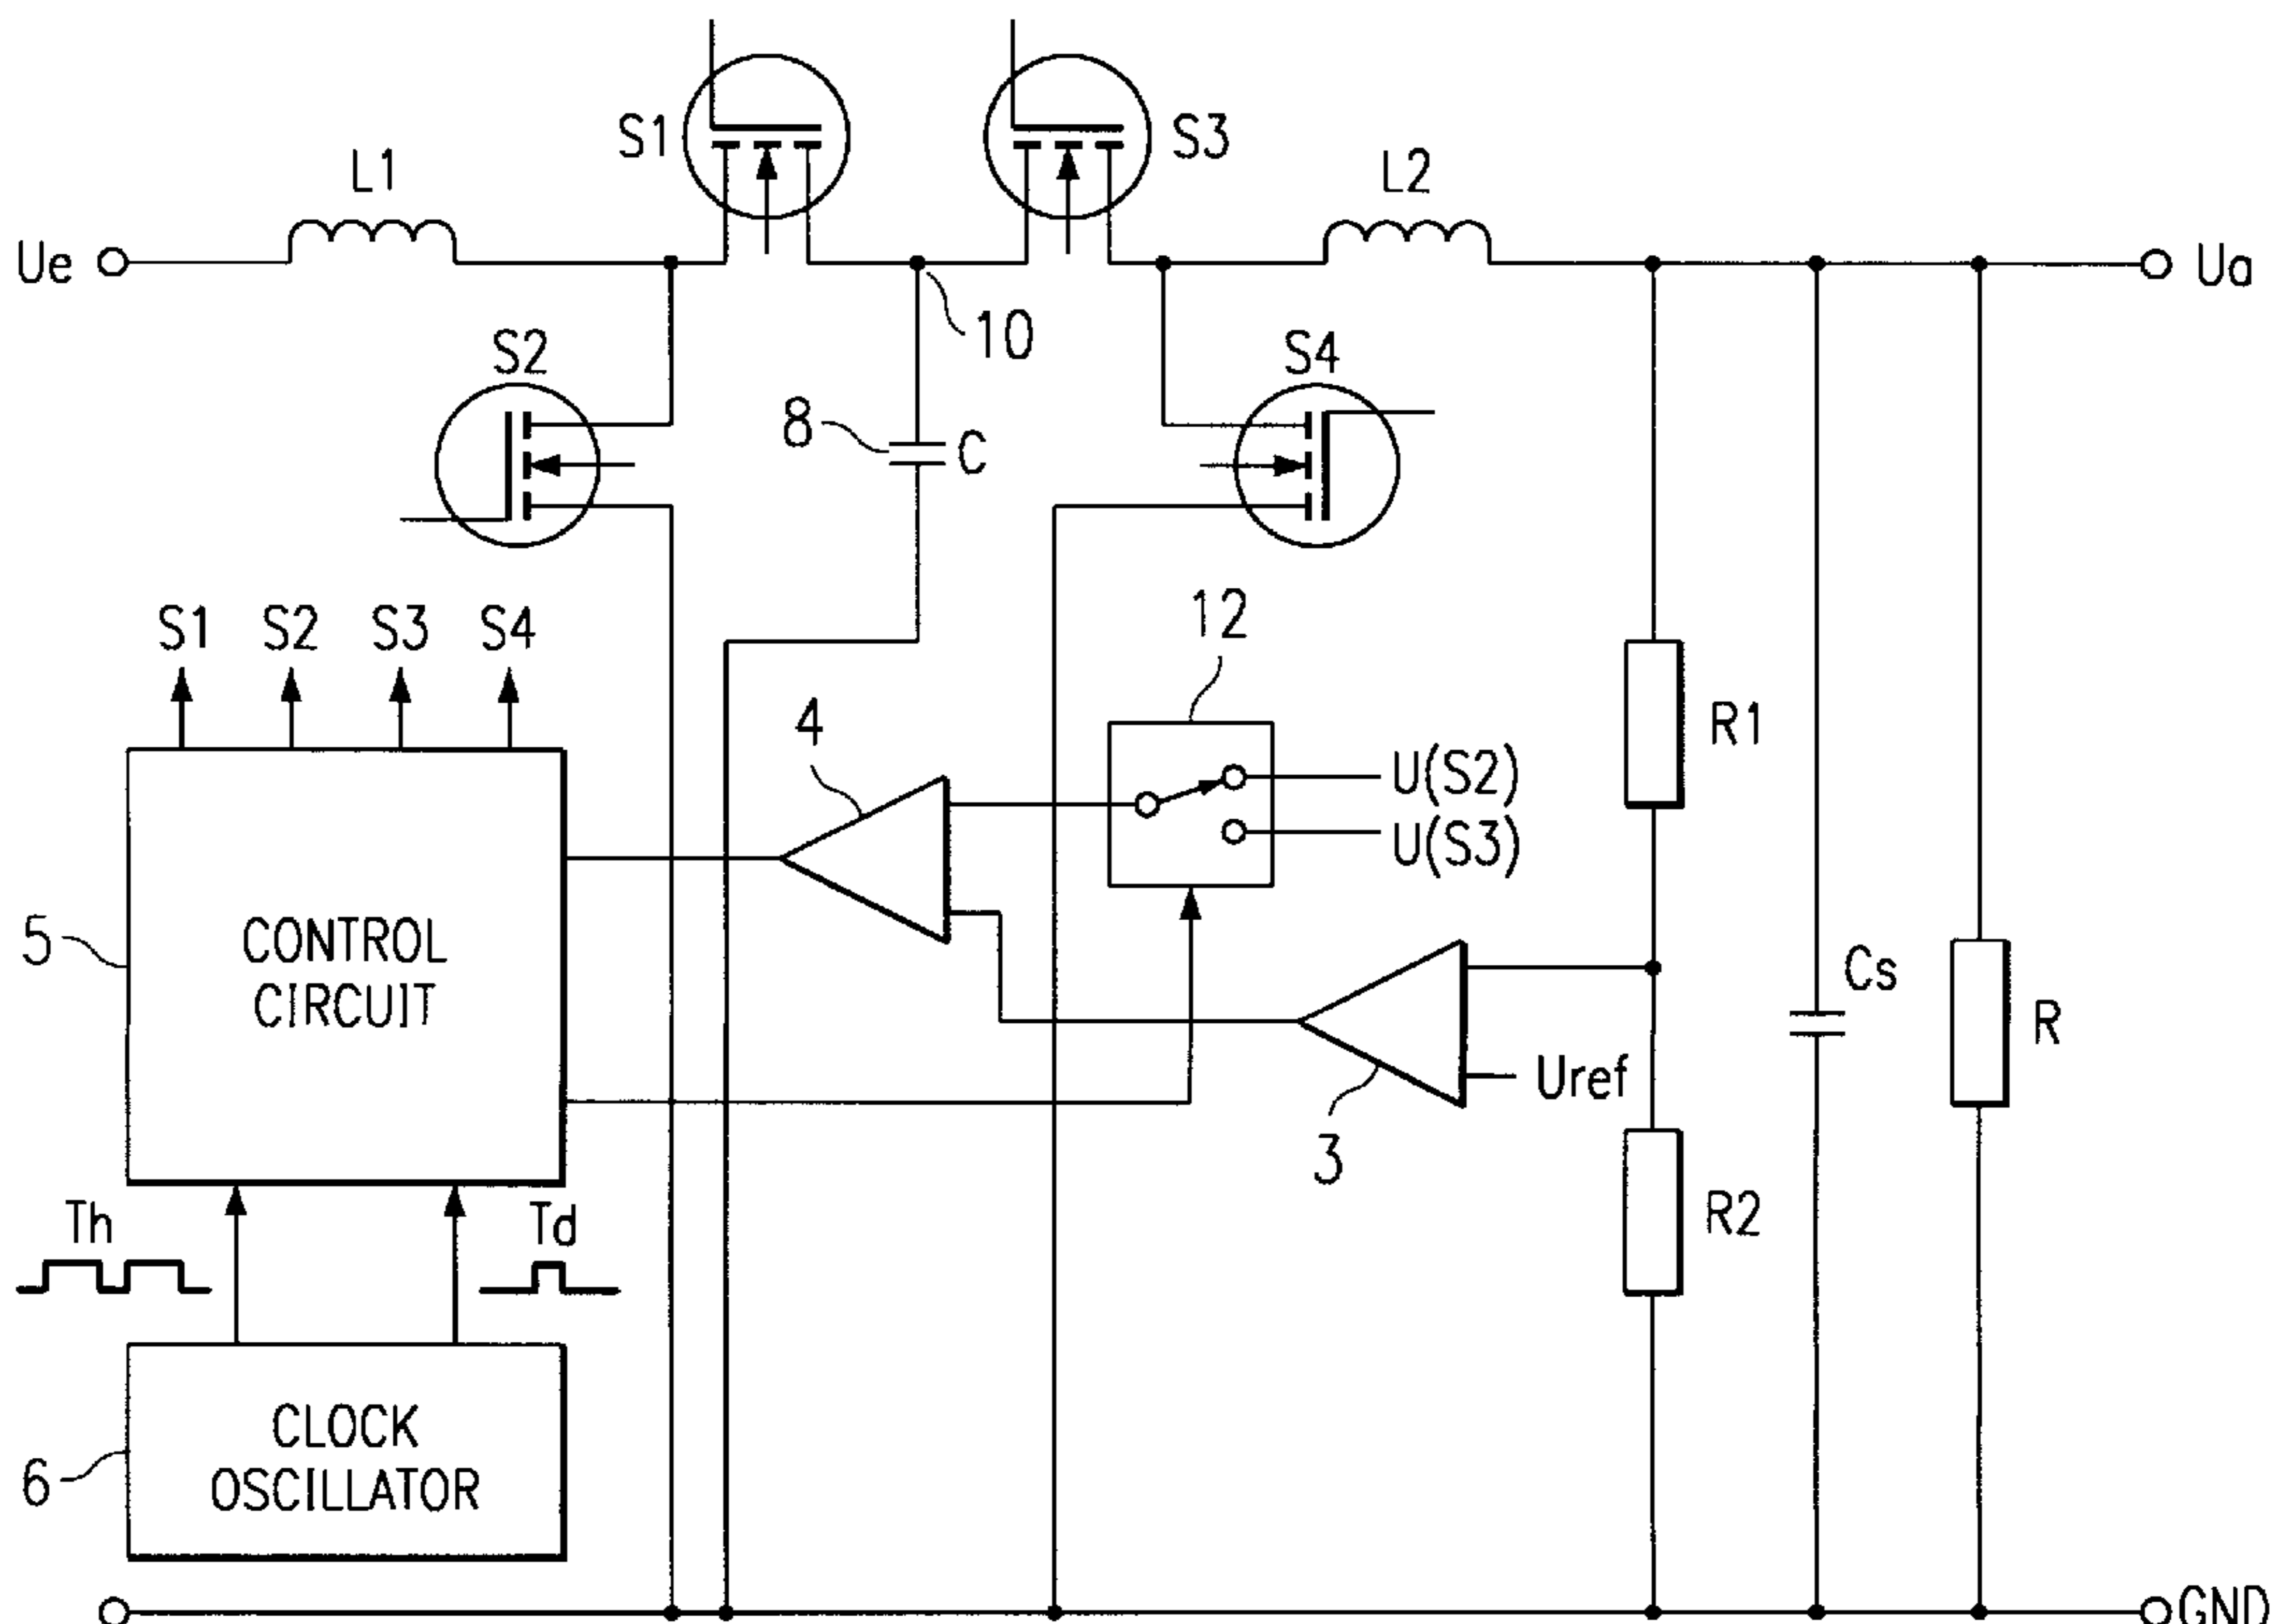 S1
S3
L1
L2
Ue
Ua
10
S2
S4
8
C
S1 S2 S3 S4
12
4
R1
U(S2)
U(S3)
5
CONTROL
CIRCUIT
Cs
R
Uref
3
Th
Td
R2
CLOCK
OSCILLATOR
6
GND